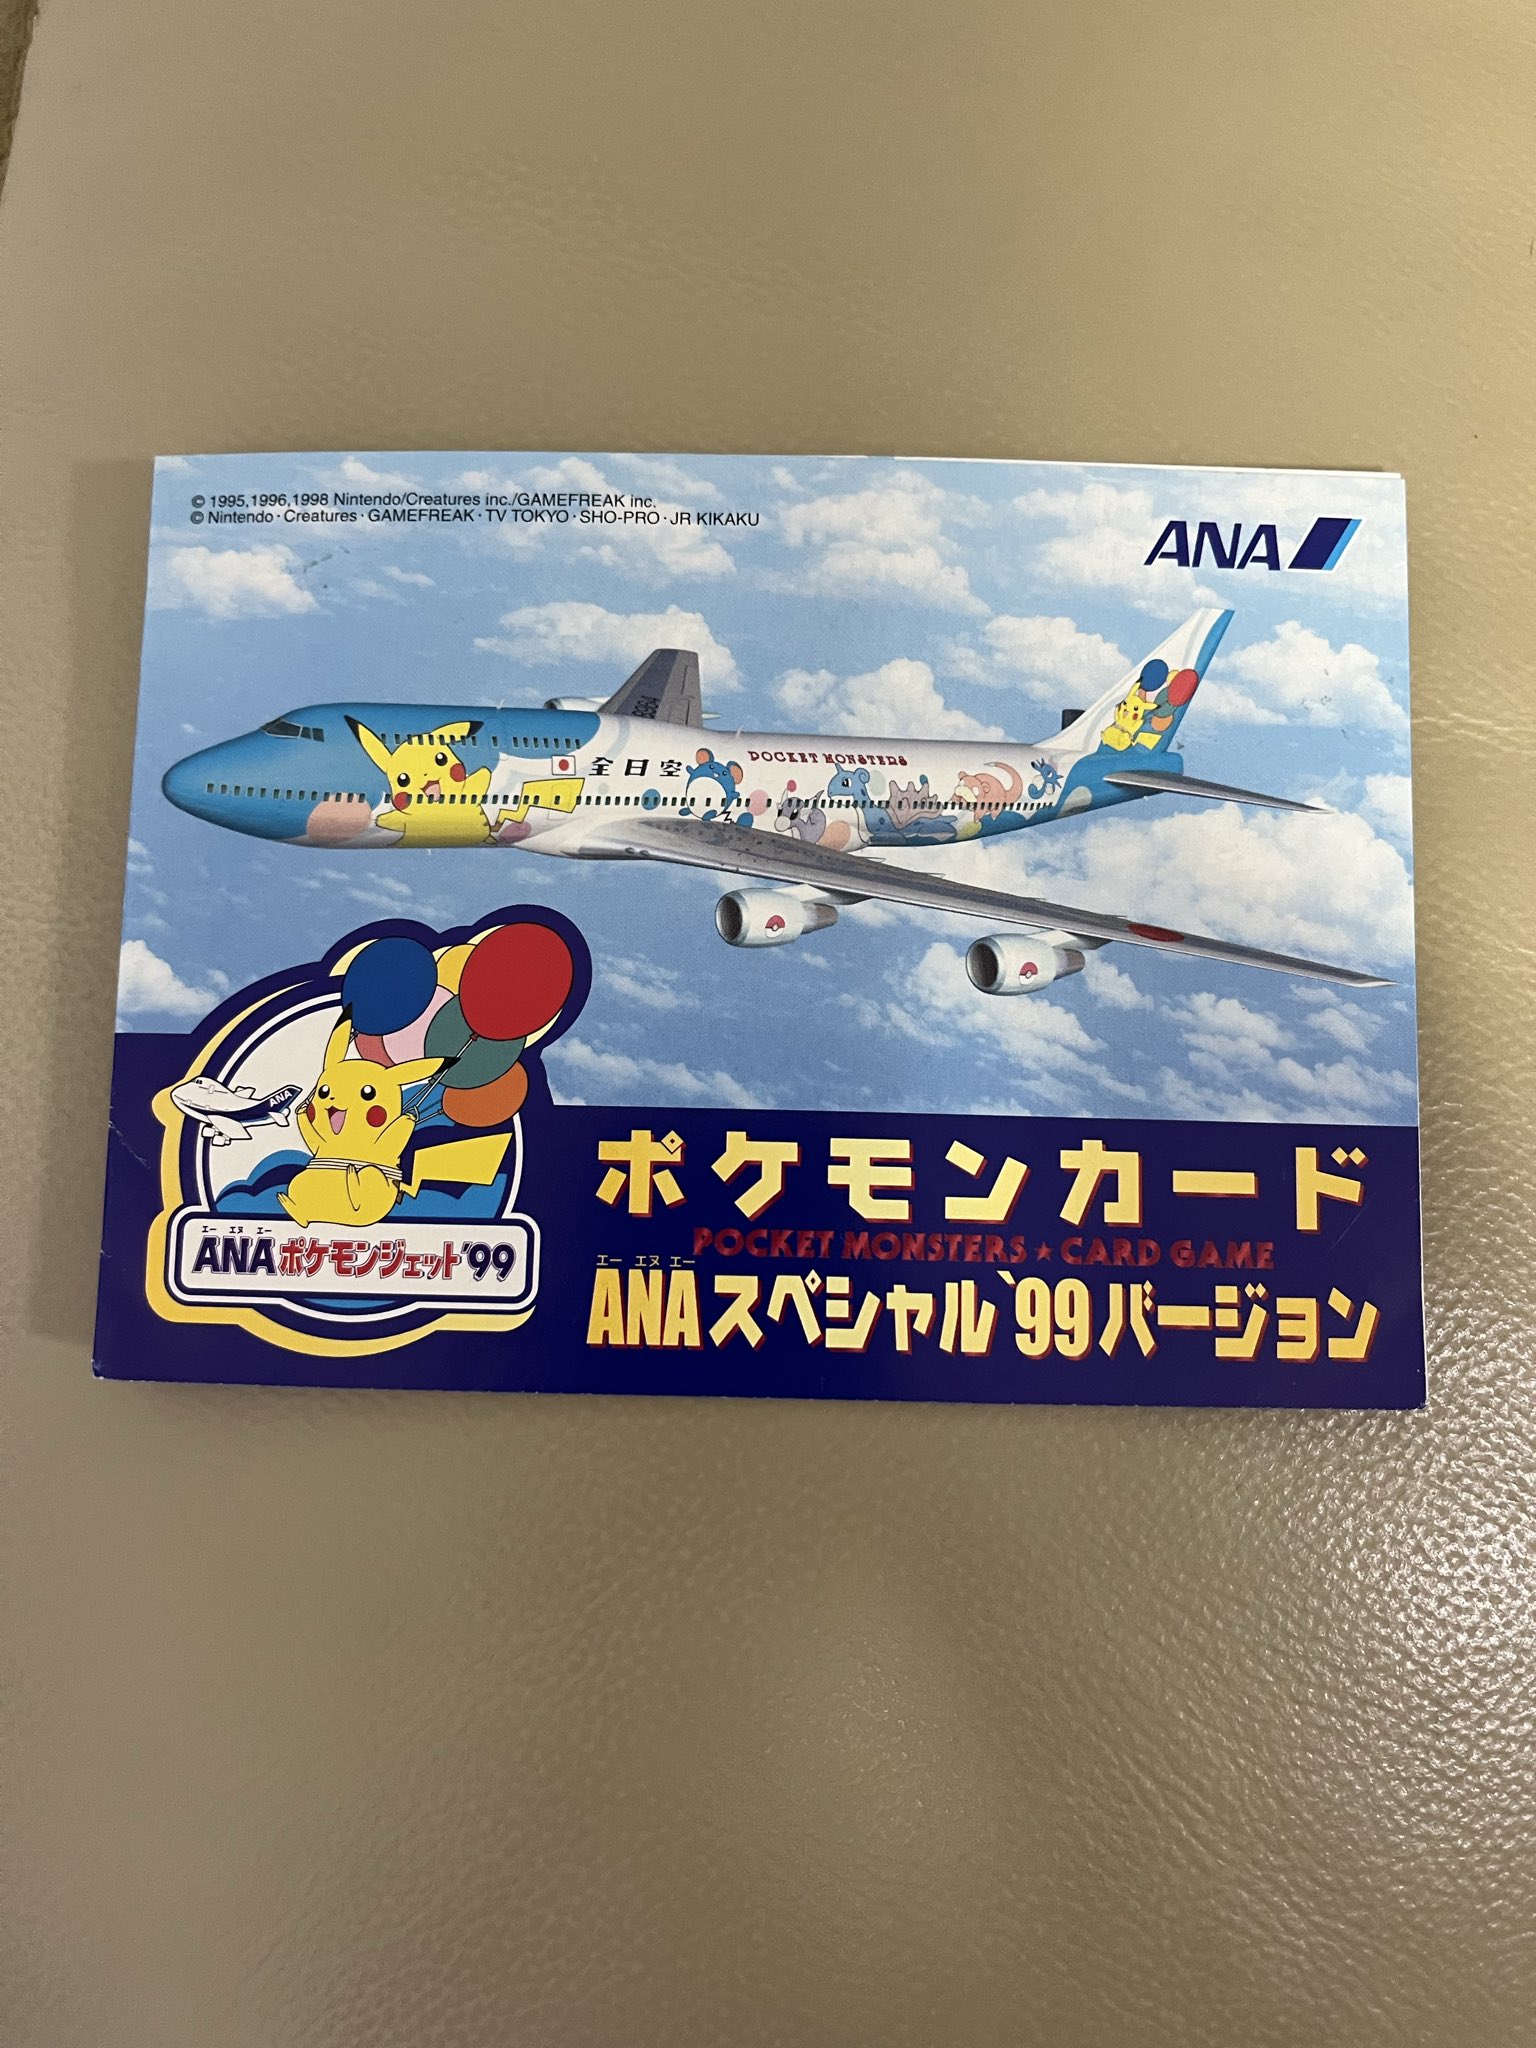 © 1995,1996,1998 Nintendo/Creatures inc./GAMEFREAK inc.
© Nintendo・Creatures・GAMEFREAK・TV TOKYO・SHO-PRO・JR KIKAKU
ANA
全日空
POCKET MONSTERS
ANA
エー エヌ エー
ANAポケモンジェット'99
ポケモンカード
POCKET MONSTERS★CARD GAME
エー エヌ エー
ANAスペシャル'99バージョン